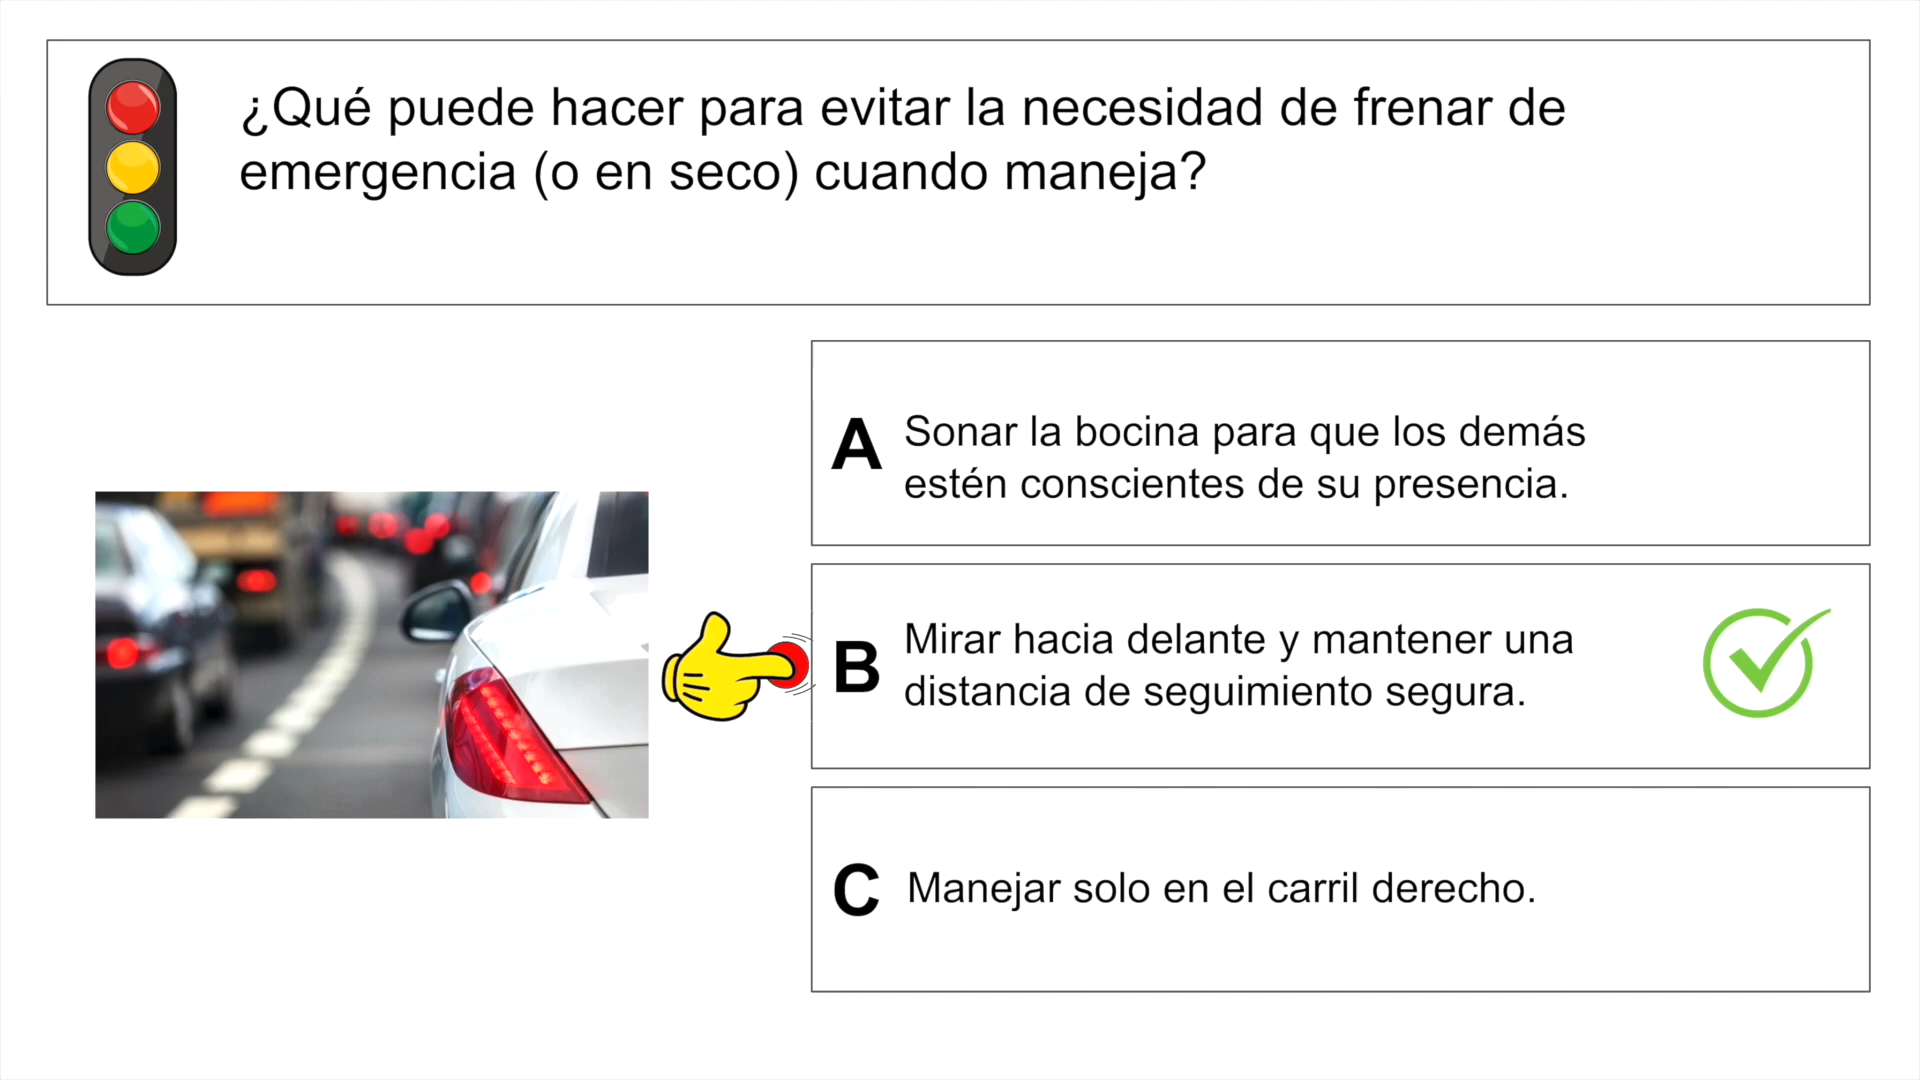 ¿Qué puede hacer para evitar la necesidad de frenar de
emergencia (o en seco) cuando maneja?
A
Sonar la bocina para que los demás
estén conscientes de su presencia.
B
Mirar hacia delante y mantener una
distancia de seguimiento segura.
C
Manejar solo en el carril derecho.